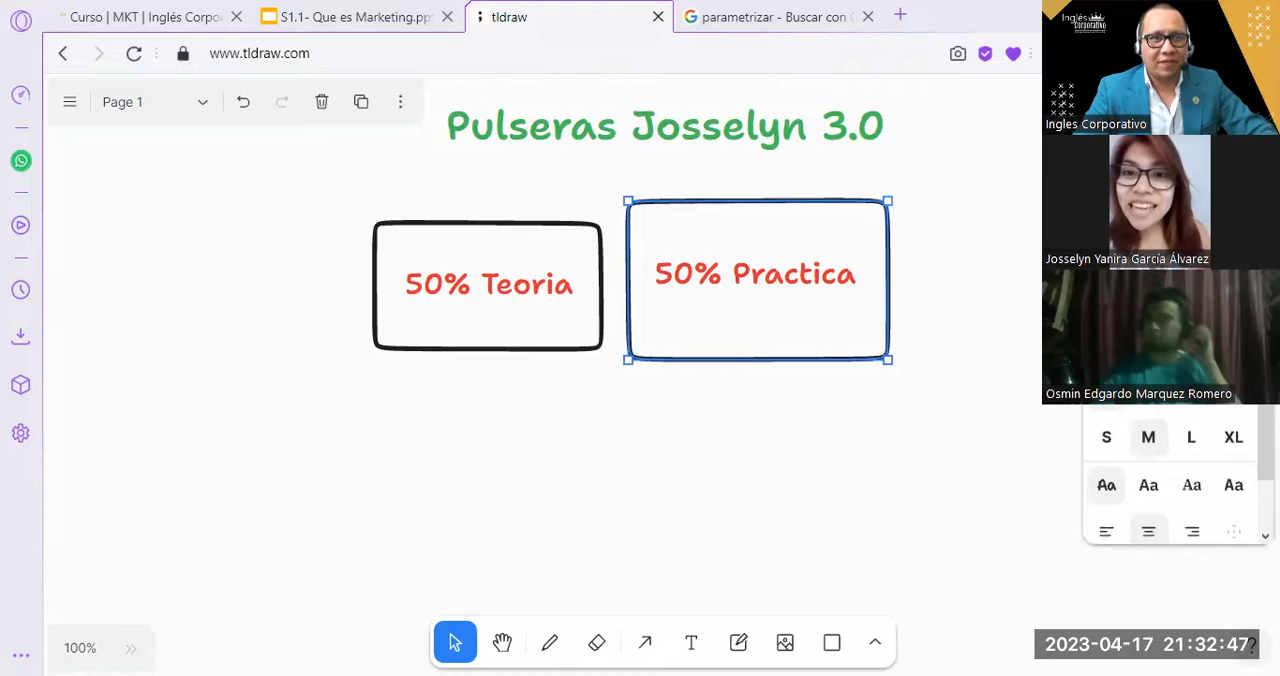 Curso | MKT | Inglés Corpo
S1.1- Que es Marketing.pp
tldraw
parametrizar - Buscar con
www.tldraw.com
Page 1
Pulseras Josselyn 3.0
50% Teoria
50% Practica
Inglés
Corporativo
Ingles Corporativo
Josselyn Yanira García Álvarez
Osmin Edgardo Marquez Romero
S M L XL
Aa Aa Aa Aa
100%
T
2023-04-17 21:32:47
?